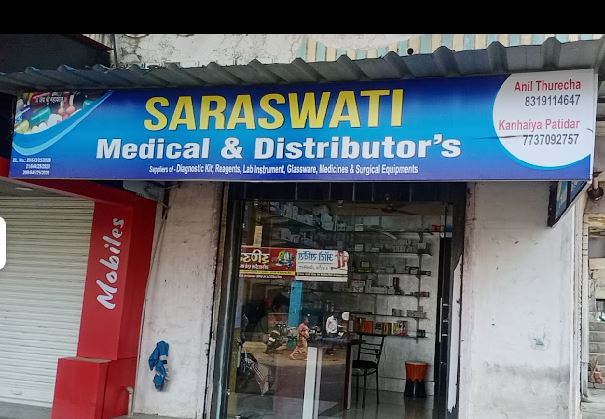 SARASWATI
Medical & Distributor's
Suppliers of - Diagnostic Kit, Reagents, Lab Instrument, Glassware, Medicines & Surgical Equipments
Anil Thurecha
8319114647
Kanhaiya Patidar
7737092757
Mobiles